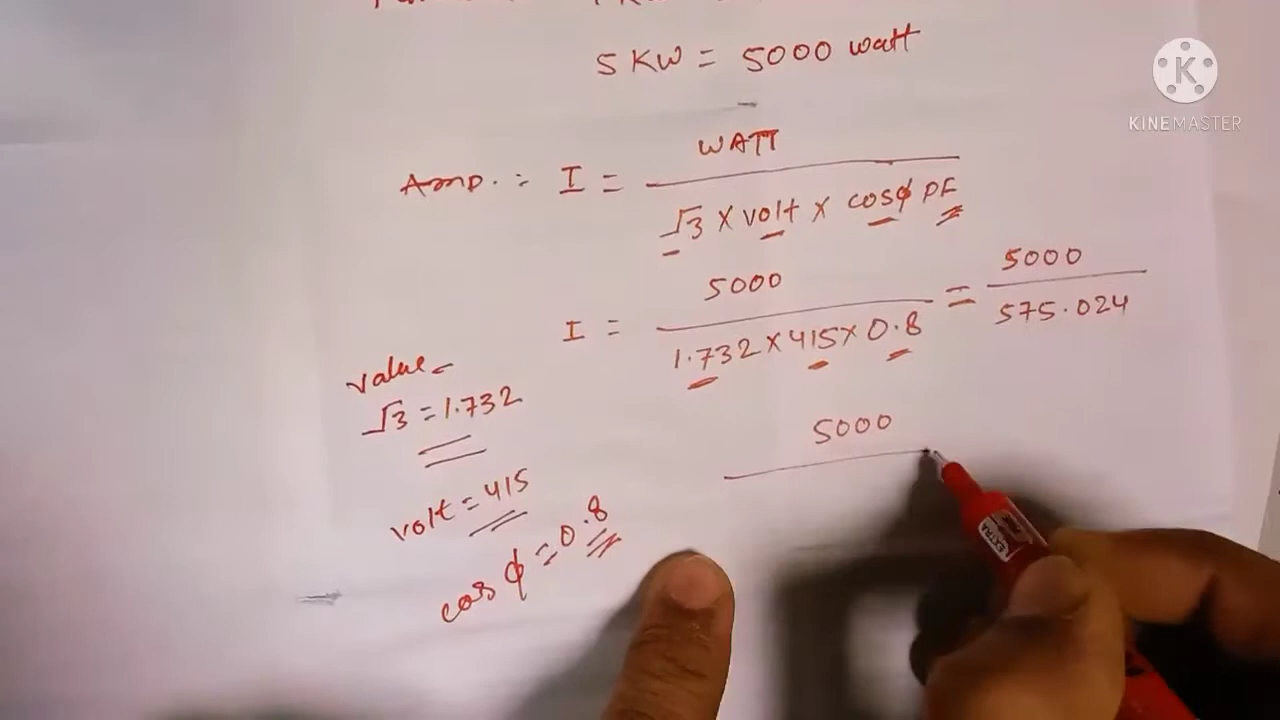 5 KW = 5000 watt
Amp. : I = WATT / √3 X volt X cosϕ PF
I = 5000 / 1.732 X 415 X 0.8 = 5000 / 575.024
value -
√3 = 1.732
5000
volt = 415
cos ϕ = 0.8
KINEMASTER
EXTRA